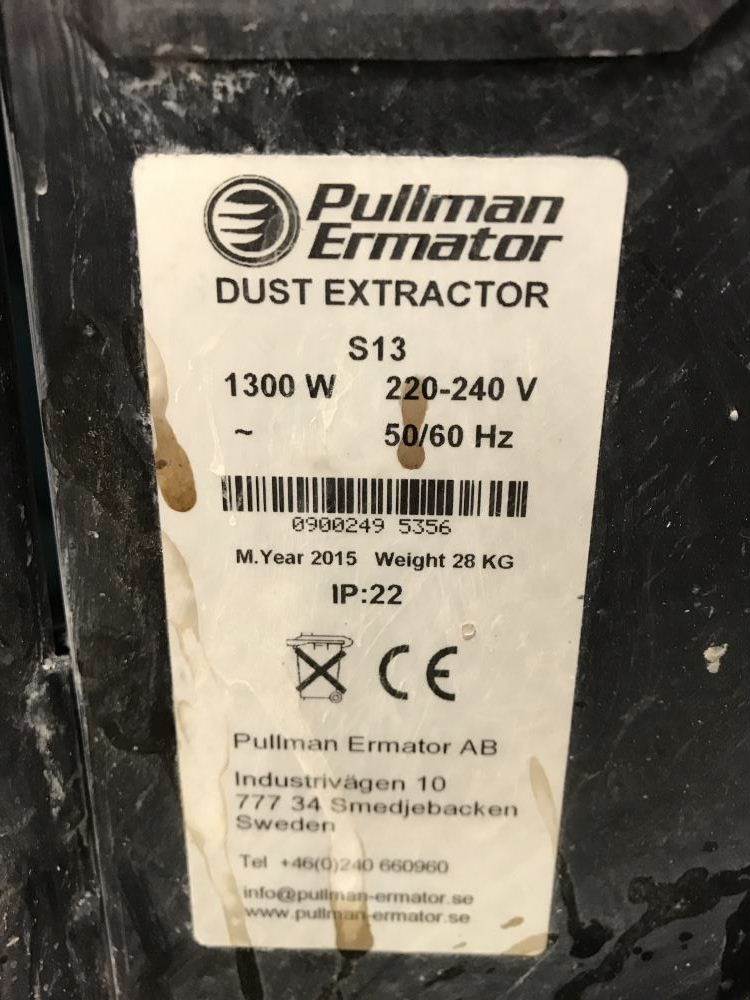 Pullman
Ermator
DUST EXTRACTOR
S13
1300 W 220-240 V
~ 50/60 Hz
0900249 5356
M.Year 2015 Weight 28 KG
IP:22
CE
Pullman Ermator AB
Industrivägen 10
777 34 Smedjebacken
Sweden
Tel +46(0)240 660960
info@pullman-ermator.se
www.pullman-ermator.se